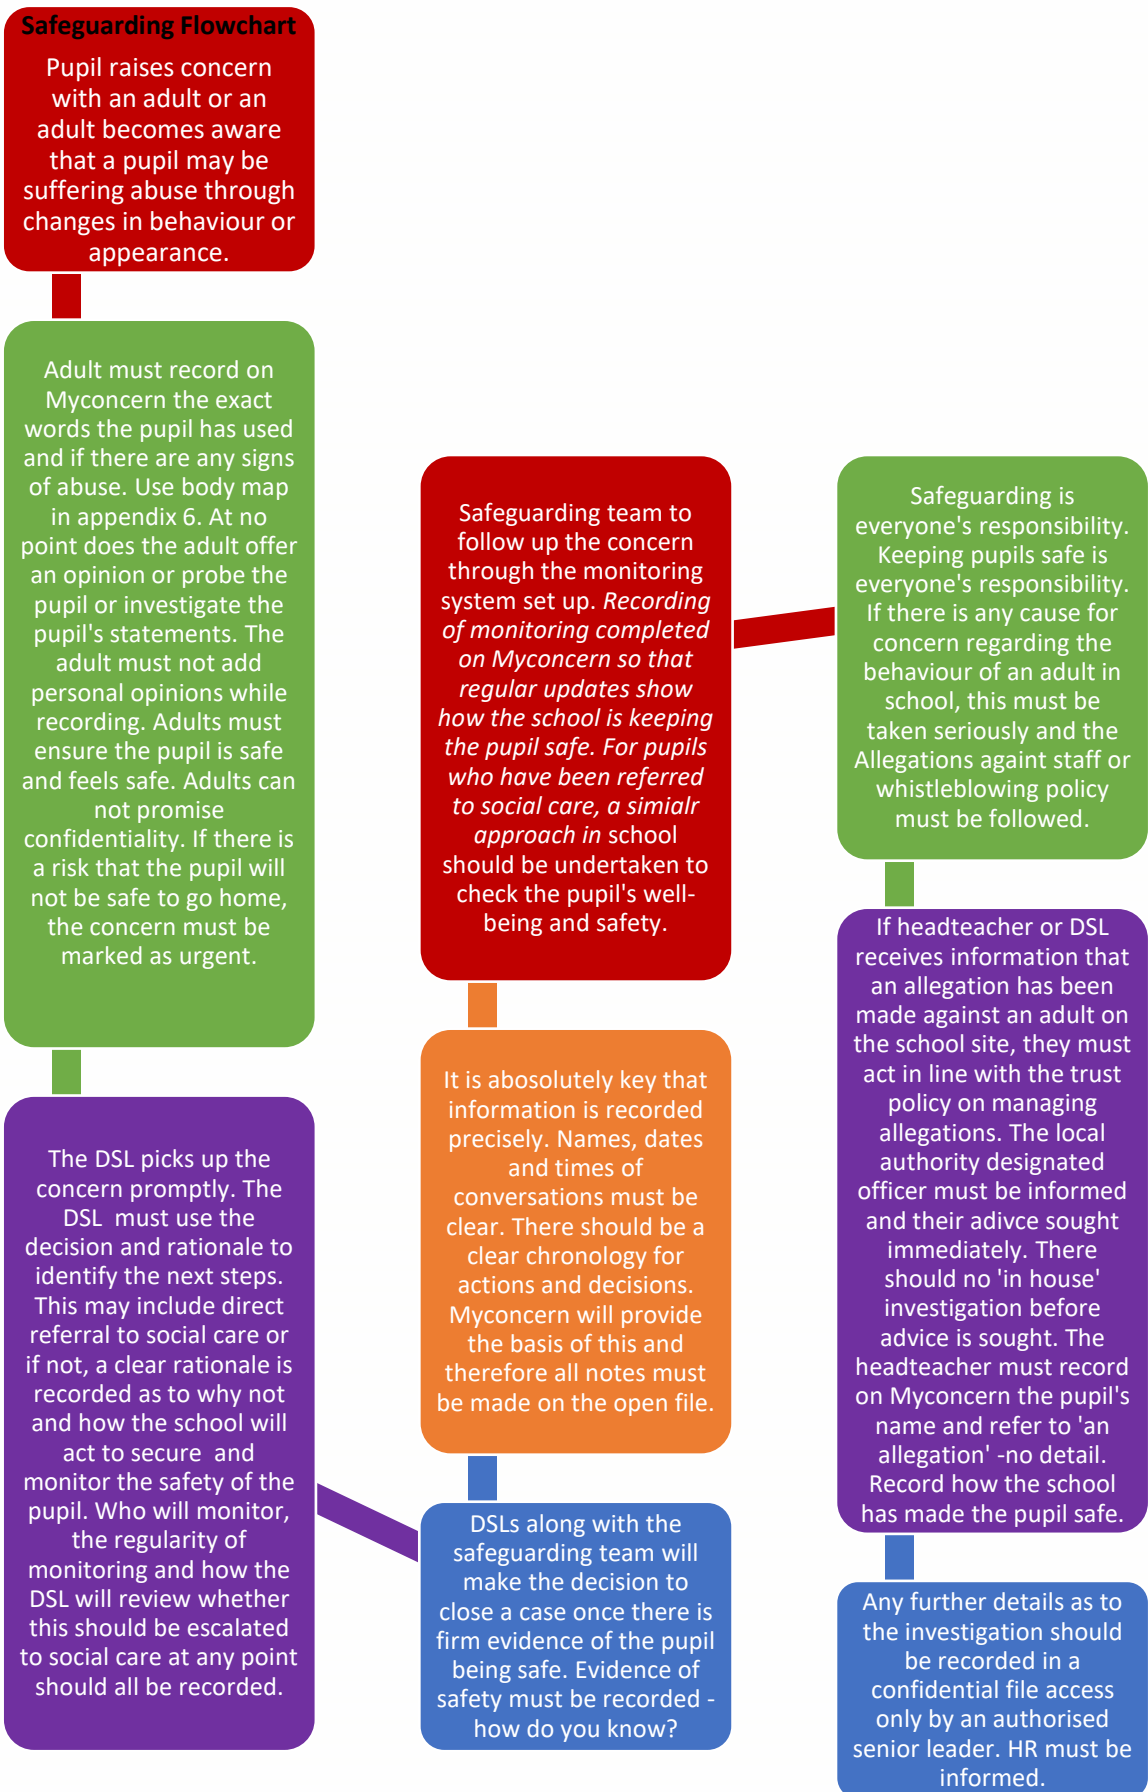 Safeguarding Flowchart
Pupil raises concern
with an adult or an
adult becomes aware
that a pupil may be
suffering abuse through
changes in behaviour or
appearance.
Adult must record on
Myconcern the exact
words the pupil has used
and if there are any signs
of abuse. Use body map
in appendix 6. At no
point does the adult offer
an opinion or probe the
pupil or investigate the
pupil's statements. The
adult must not add
personal opinions while
recording. Adults must
ensure the pupil is safe
and feels safe. Adults can
not promise
confidentiality. If there is
a risk that the pupil will
not be safe to go home,
the concern must be
marked as urgent.
The DSL picks up the
concern promptly. The
DSL  must use the
decision and rationale to
identify the next steps.
This may include direct
referral to social care or
if not, a clear rationale is
recorded as to why not
and how the school will
act to secure  and
monitor the safety of the
pupil. Who will monitor,
the regularity of
monitoring and how the
DSL will review whether
this should be escalated
to social care at any point
should all be recorded.
Safeguarding team to
follow up the concern
through the monitoring
system set up. Recording
of monitoring completed
on Myconcern so that
regular updates show
how the school is keeping
the pupil safe. For pupils
who have been referred
to social care, a simialr
approach in school
should be undertaken to
check the pupil's well-
being and safety.
It is abosolutely key that
information is recorded
precisely. Names, dates
and times of
conversations must be
clear. There should be a
clear chronology for
actions and decisions.
Myconcern will provide
the basis of this and
therefore all notes must
be made on the open file.
DSLs along with the
safeguarding team will
make the decision to
close a case once there is
firm evidence of the pupil
being safe. Evidence of
safety must be recorded -
how do you know?
Safeguarding is
everyone's responsibility.
Keeping pupils safe is
everyone's responsibility.
If there is any cause for
concern regarding the
behaviour of an adult in
school, this must be
taken seriously and the
Allegations againt staff or
whistleblowing policy
must be followed.
If headteacher or DSL
receives information that
an allegation has been
made against an adult on
the school site, they must
act in line with the trust
policy on managing
allegations. The local
authority designated
officer must be informed
and their adivce sought
immediately. There
should no 'in house'
investigation before
advice is sought. The
headteacher must record
on Myconcern the pupil's
name and refer to 'an
allegation' -no detail.
Record how the school
has made the pupil safe.
Any further details as to
the investigation should
be recorded in a
confidential file access
only by an authorised
senior leader. HR must be
informed.